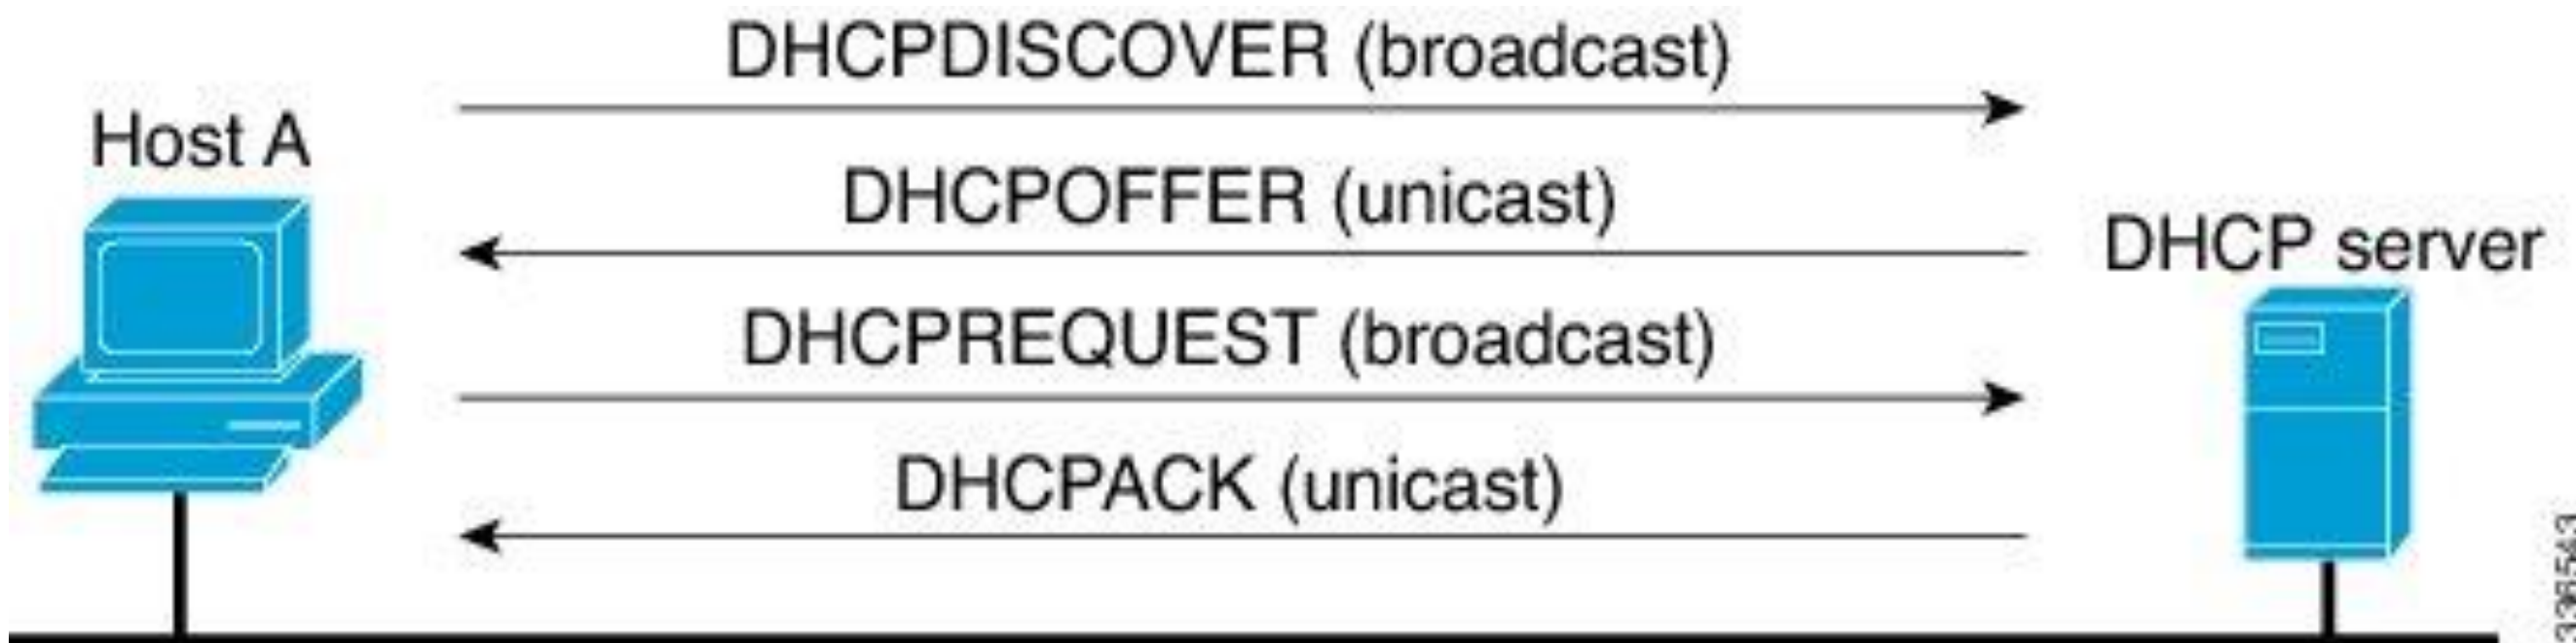 DHCPDISCOVER (broadcast)
Host A
DHCPOFFER (unicast)
DHCP server
DHCPREQUEST (broadcast)
DHCPACK (unicast)